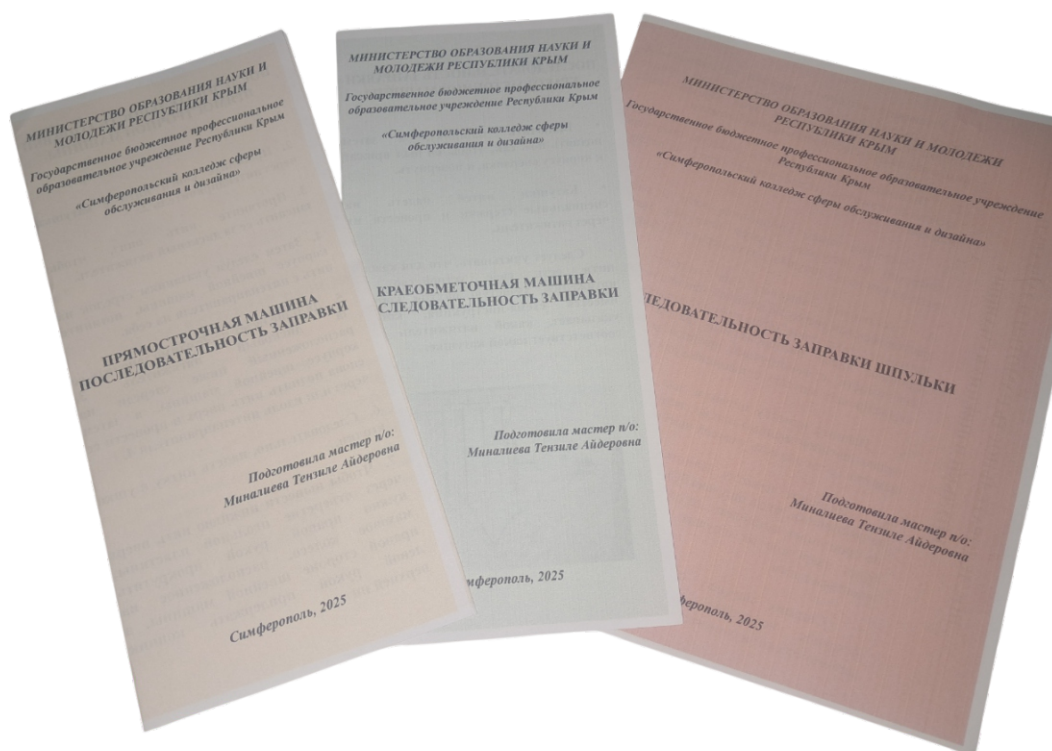 МИНИСТЕРСТВО ОБРАЗОВАНИЯ НАУКИ И
МОЛОДЕЖИ РЕСПУБЛИКИ КРЫМ
Государственное бюджетное профессиональное
образовательное учреждение Республики Крым
«Симферопольский колледж сферы
обслуживания и дизайна»
ПРЯМОСТРОЧНАЯ МАШИНА
ПОСЛЕДОВАТЕЛЬНОСТЬ ЗАПРАВКИ
Подготовила мастер п/о:
Миналиева Тензиле Айдеровна
Симферополь, 2025
МИНИСТЕРСТВО ОБРАЗОВАНИЯ НАУКИ И
МОЛОДЕЖИ РЕСПУБЛИКИ КРЫМ
Государственное бюджетное профессиональное
образовательное учреждение Республики Крым
«Симферопольский колледж сферы
обслуживания и дизайна»
КРАЕОБМЕТОЧНАЯ МАШИНА
СЛЕДОВАТЕЛЬНОСТЬ ЗАПРАВКИ
Подготовила мастер п/о:
Миналиева Тензиле Айдеровна
мферополь, 2025
МИНИСТЕРСТВО ОБРАЗОВАНИЯ НАУКИ И МОЛОДЕЖИ
РЕСПУБЛИКИ КРЫМ
Государственное бюджетное профессиональное образовательное учреждение
Республики Крым
«Симферопольский колледж сферы обслуживания и дизайна»
ЛЕДОВАТЕЛЬНОСТЬ ЗАПРАВКИ ШПУЛЬКИ
Подготовила мастер п/о:
Миналиева Тензиле Айдеровна
ферополь, 2025